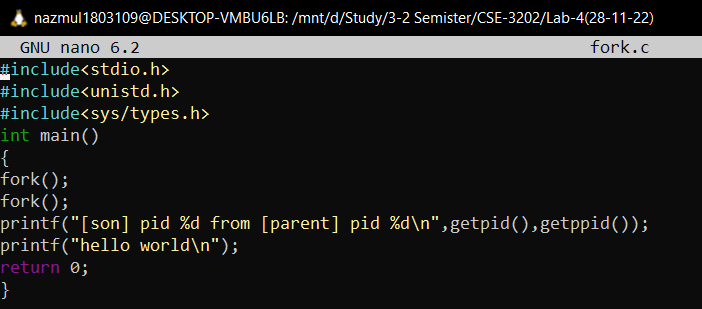 nazmul1803109@DESKTOP-VMBU6LB: /mnt/d/Study/3-2 Semister/CSE-3202/Lab-4(28-11-22)
GNU nano 6.2 fork.c
#include<stdio.h>
#include<unistd.h>
#include<sys/types.h>
int main()
{
fork();
fork();
printf("[son] pid %d from [parent] pid %d\n",getpid(),getppid());
printf("hello world\n");
return 0;
}